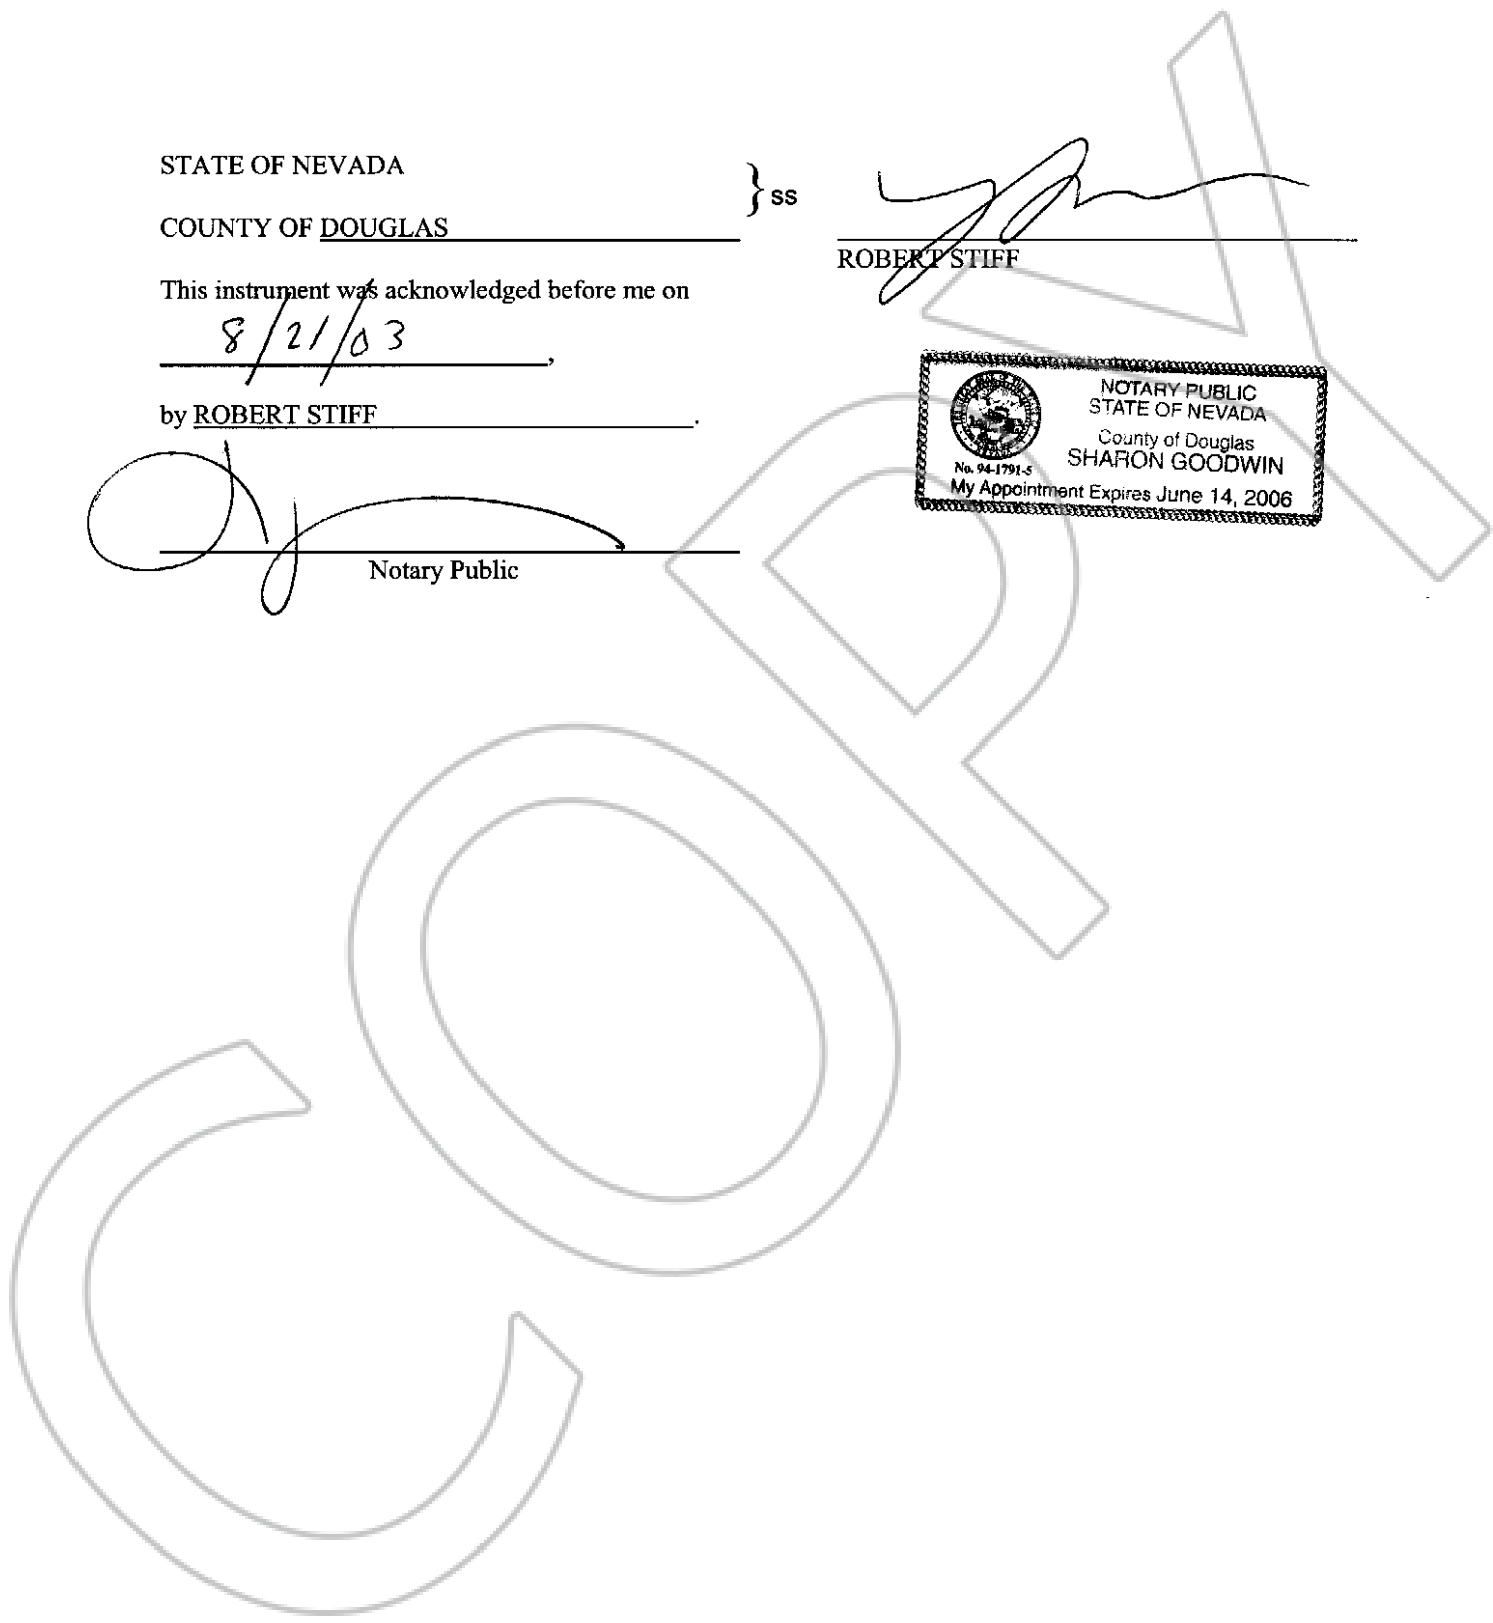 STATE OF NEVADA
} ss
COUNTY OF DOUGLAS
ROBERT STIFF
This instrument was acknowledged before me on
8/21/03,
by ROBERT STIFF.
Notary Public
NOTARY PUBLIC
STATE OF NEVADA
County of Douglas
SHARON GOODWIN
No. 94-1791-5
My Appointment Expires June 14, 2006
COPY